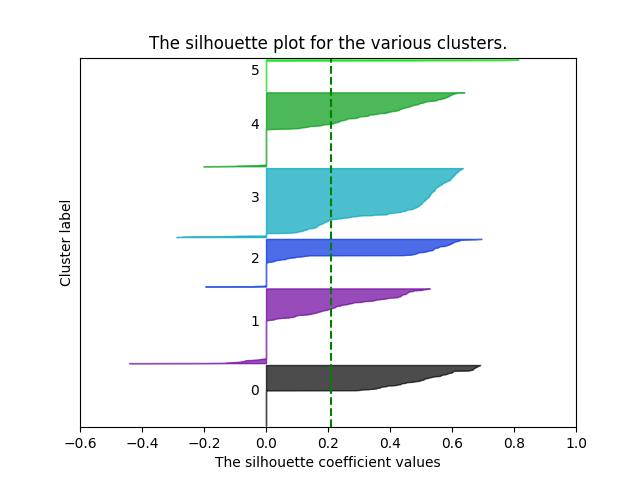 The silhouette plot for the various clusters.
5
4
3
2
1
0
Cluster label
−0.6 −0.4 −0.2 0.0 0.2 0.4 0.6 0.8 1.0
The silhouette coefficient values